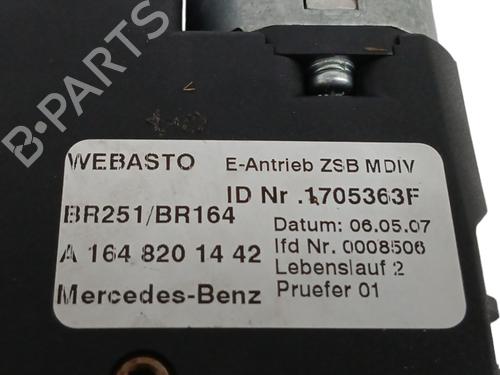 B-PARTS
WEBASTO E-Antrieb ZSB MDIV
ID Nr .1705363F
BR251/BR164
Datum: 06.05.07
A 164 820 14 42
lfd Nr. 0008506
Lebenslauf 2
Mercedes-Benz
Pruefer 01